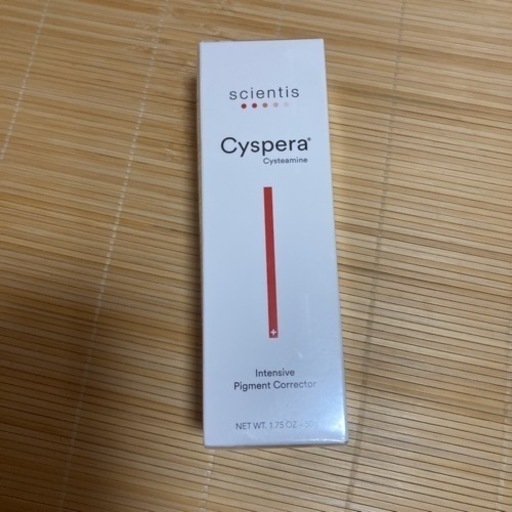 scientis
Cyspera®
Cysteamine
Intensive
Pigment Corrector
NET WT. 1.75 OZ -